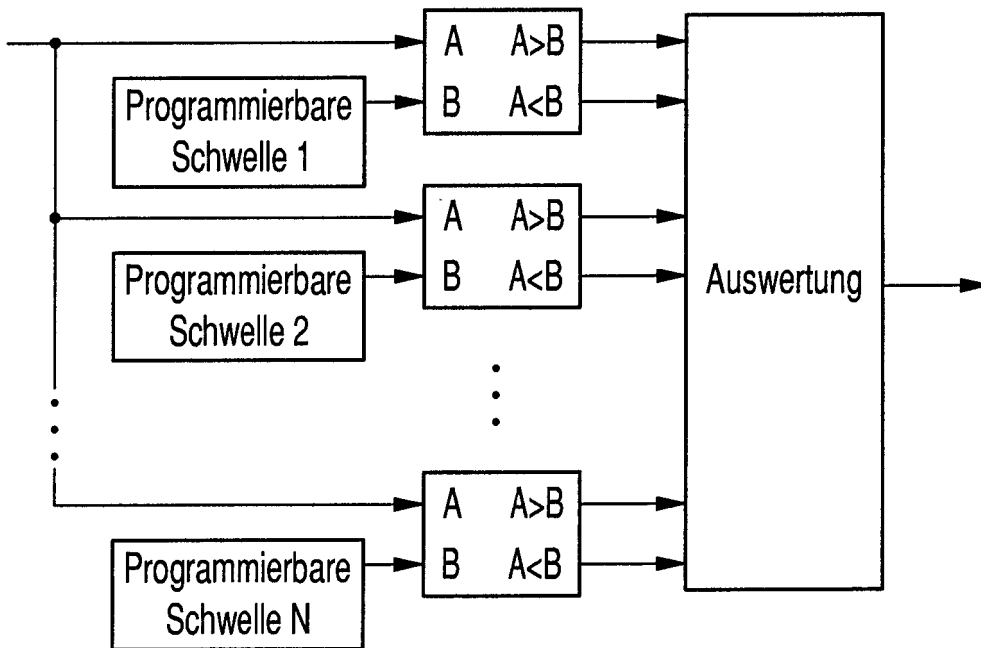 A A>B
Programmierbare
Schwelle 1
B A<B
A A>B
Programmierbare
Schwelle 2
B A<B
Auswertung
A A>B
Programmierbare
Schwelle N
B A<B